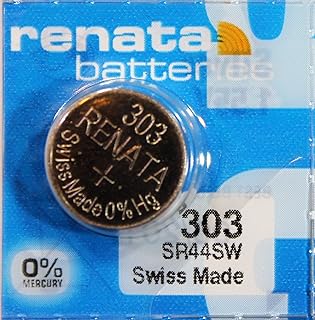 renata
batteries
303
RENATA
+
Swiss Made 0% Hg
303
SR44SW
Swiss Made
0%
MERCURY